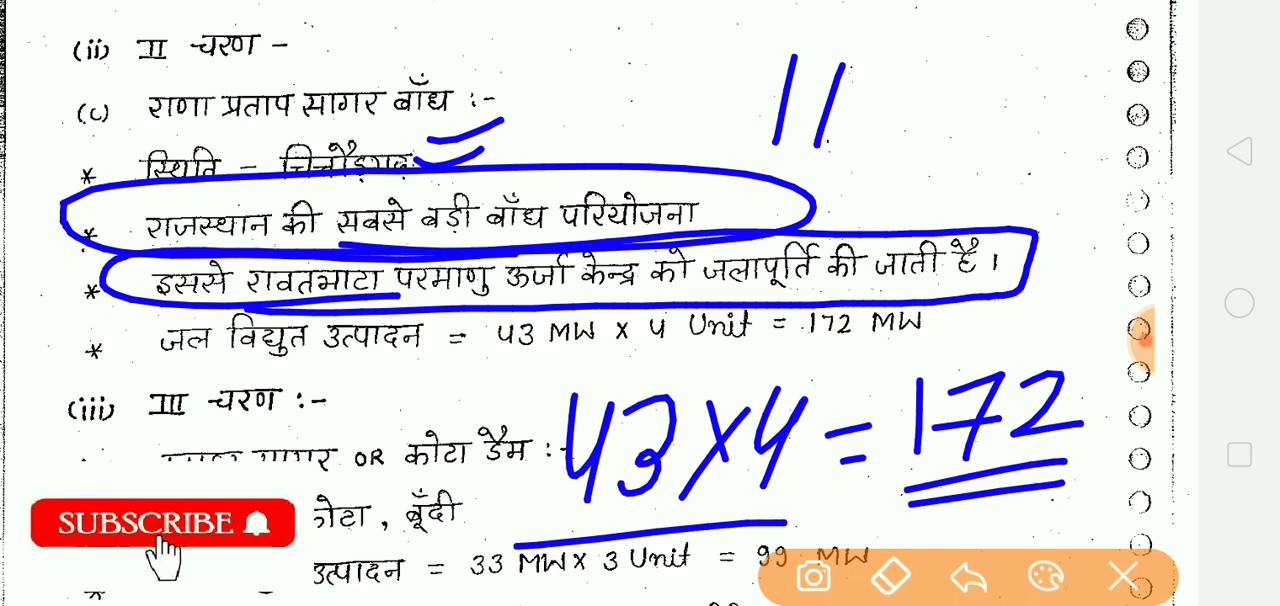 (ii) II चरण -
(c) राणा प्रताप सागर बाँध :-
* स्थिति - चित्तौड़गढ़
* राजस्थान की सबसे बड़ी बाँध परियोजना
* इससे रावतभाटा परमाणु ऊर्जा केन्द्र को जलापूर्ति की जाती है।
* जल विद्युत उत्पादन = 43 MW x 4 Unit = 172 MW
(iii) III चरण :-
OR कोटा डैम :-
43x4 = 172
SUBSCRIBE
, बूँदी
उत्पादन = 33 MW x 3 Unit = 99 MW